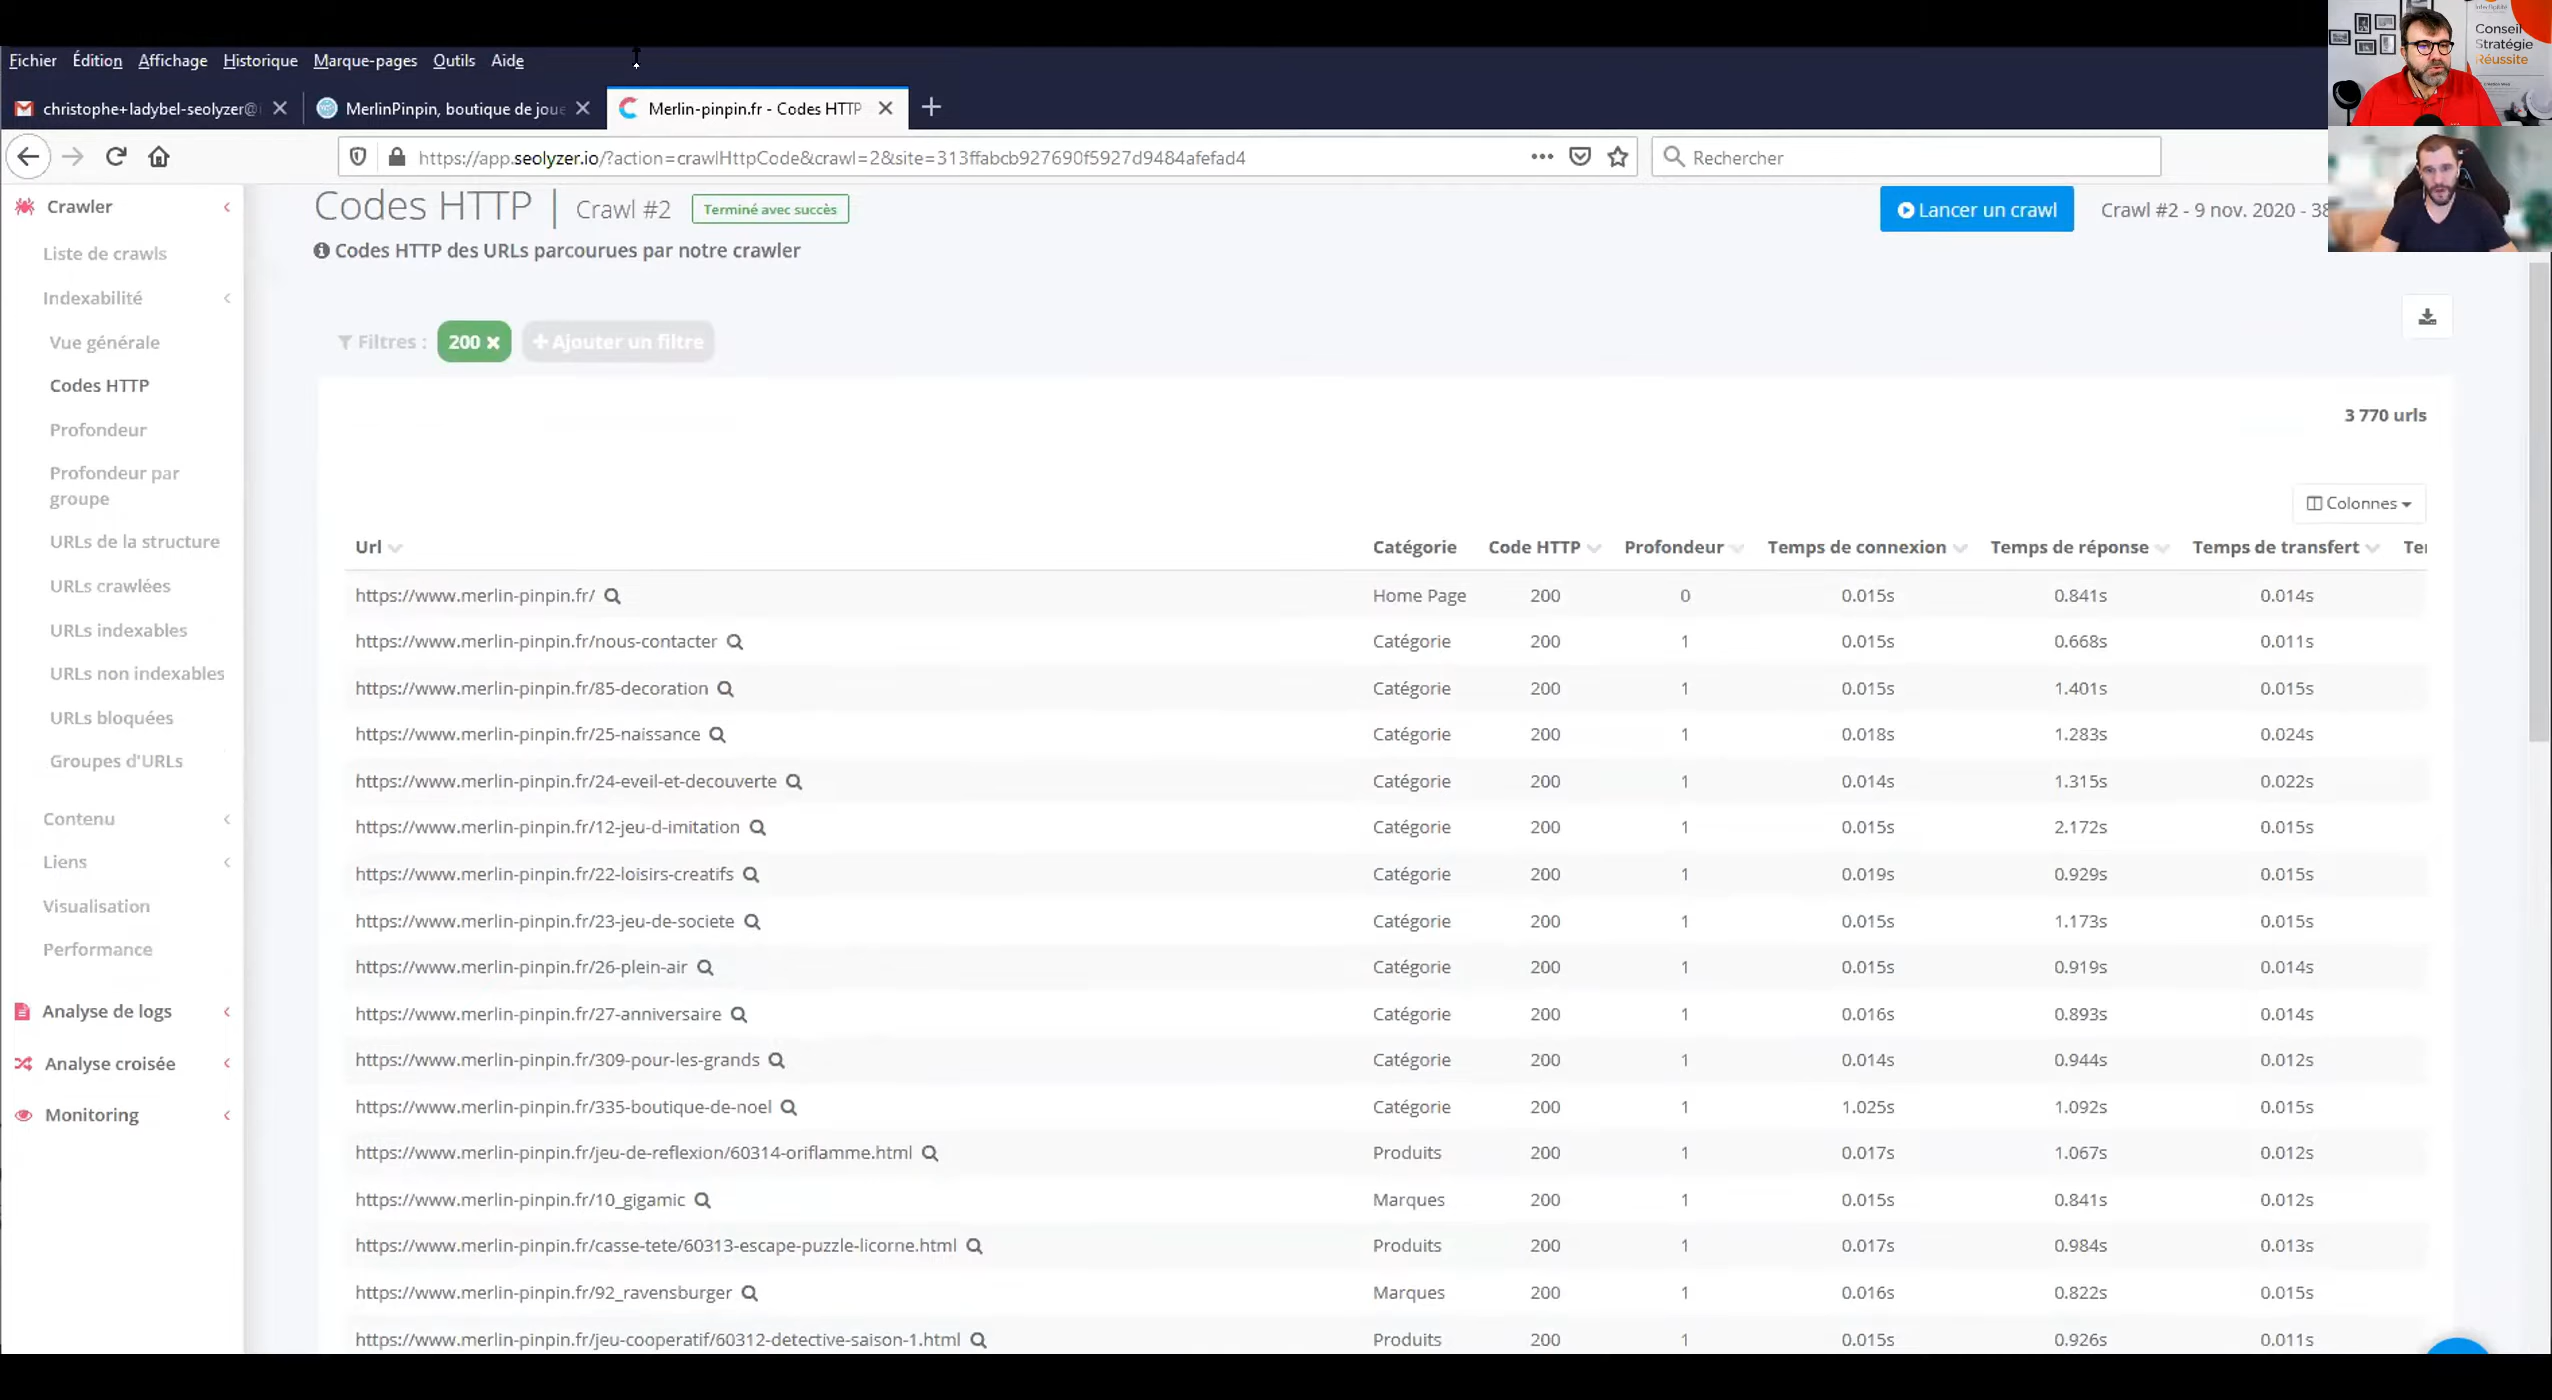 Fichier Édition Affichage Historique Marque-pages Outils Aide
christophe+ladybel-seolyzer@
MerlinPinpin, boutique de joue
Merlin-pinpin.fr - Codes HTTP
https://app.seolyzer.io/?action=crawlHttpCode&crawl=2&site=313ffabcb927690f5927d9484afefad4
Rechercher
Conseil
Stratégie
Réussite
Crawler
Liste de crawls
Indexabilité
Vue générale
Codes HTTP
Profondeur
Profondeur par
groupe
URLs de la structure
URLs crawlées
URLs indexables
URLs non indexables
URLs bloquées
Groupes d'URLs
Contenu
Liens
Visualisation
Performance
Analyse de logs
Analyse croisée
Monitoring
Codes HTTP | Crawl #2 Terminé avec succès
Lancer un crawl
Crawl #2 - 9 nov. 2020 - 38
Codes HTTP des URLs parcourues par notre crawler
Filtres : 200 × + Ajouter un filtre
3 770 urls
Colonnes
Url Catégorie Code HTTP Profondeur Temps de connexion Temps de réponse Temps de transfert Te
https://www.merlin-pinpin.fr/ Home Page 200 0 0.015s 0.841s 0.014s
https://www.merlin-pinpin.fr/nous-contacter Catégorie 200 1 0.015s 0.668s 0.011s
https://www.merlin-pinpin.fr/85-decoration Catégorie 200 1 0.015s 1.401s 0.015s
https://www.merlin-pinpin.fr/25-naissance Catégorie 200 1 0.018s 1.283s 0.024s
https://www.merlin-pinpin.fr/24-eveil-et-decouverte Catégorie 200 1 0.014s 1.315s 0.022s
https://www.merlin-pinpin.fr/12-jeu-d-imitation Catégorie 200 1 0.015s 2.172s 0.015s
https://www.merlin-pinpin.fr/22-loisirs-creatifs Catégorie 200 1 0.019s 0.929s 0.015s
https://www.merlin-pinpin.fr/23-jeu-de-societe Catégorie 200 1 0.015s 1.173s 0.015s
https://www.merlin-pinpin.fr/26-plein-air Catégorie 200 1 0.015s 0.919s 0.014s
https://www.merlin-pinpin.fr/27-anniversaire Catégorie 200 1 0.016s 0.893s 0.014s
https://www.merlin-pinpin.fr/309-pour-les-grands Catégorie 200 1 0.014s 0.944s 0.012s
https://www.merlin-pinpin.fr/335-boutique-de-noel Catégorie 200 1 1.025s 1.092s 0.015s
https://www.merlin-pinpin.fr/jeu-de-reflexion/60314-oriflamme.html Produits 200 1 0.017s 1.067s 0.012s
https://www.merlin-pinpin.fr/10_gigamic Marques 200 1 0.015s 0.841s 0.012s
https://www.merlin-pinpin.fr/casse-tete/60313-escape-puzzle-licorne.html Produits 200 1 0.017s 0.984s 0.013s
https://www.merlin-pinpin.fr/92_ravensburger Marques 200 1 0.016s 0.822s 0.015s
https://www.merlin-pinpin.fr/jeu-cooperatif/60312-detective-saison-1.html Produits 200 1 0.015s 0.926s 0.011s